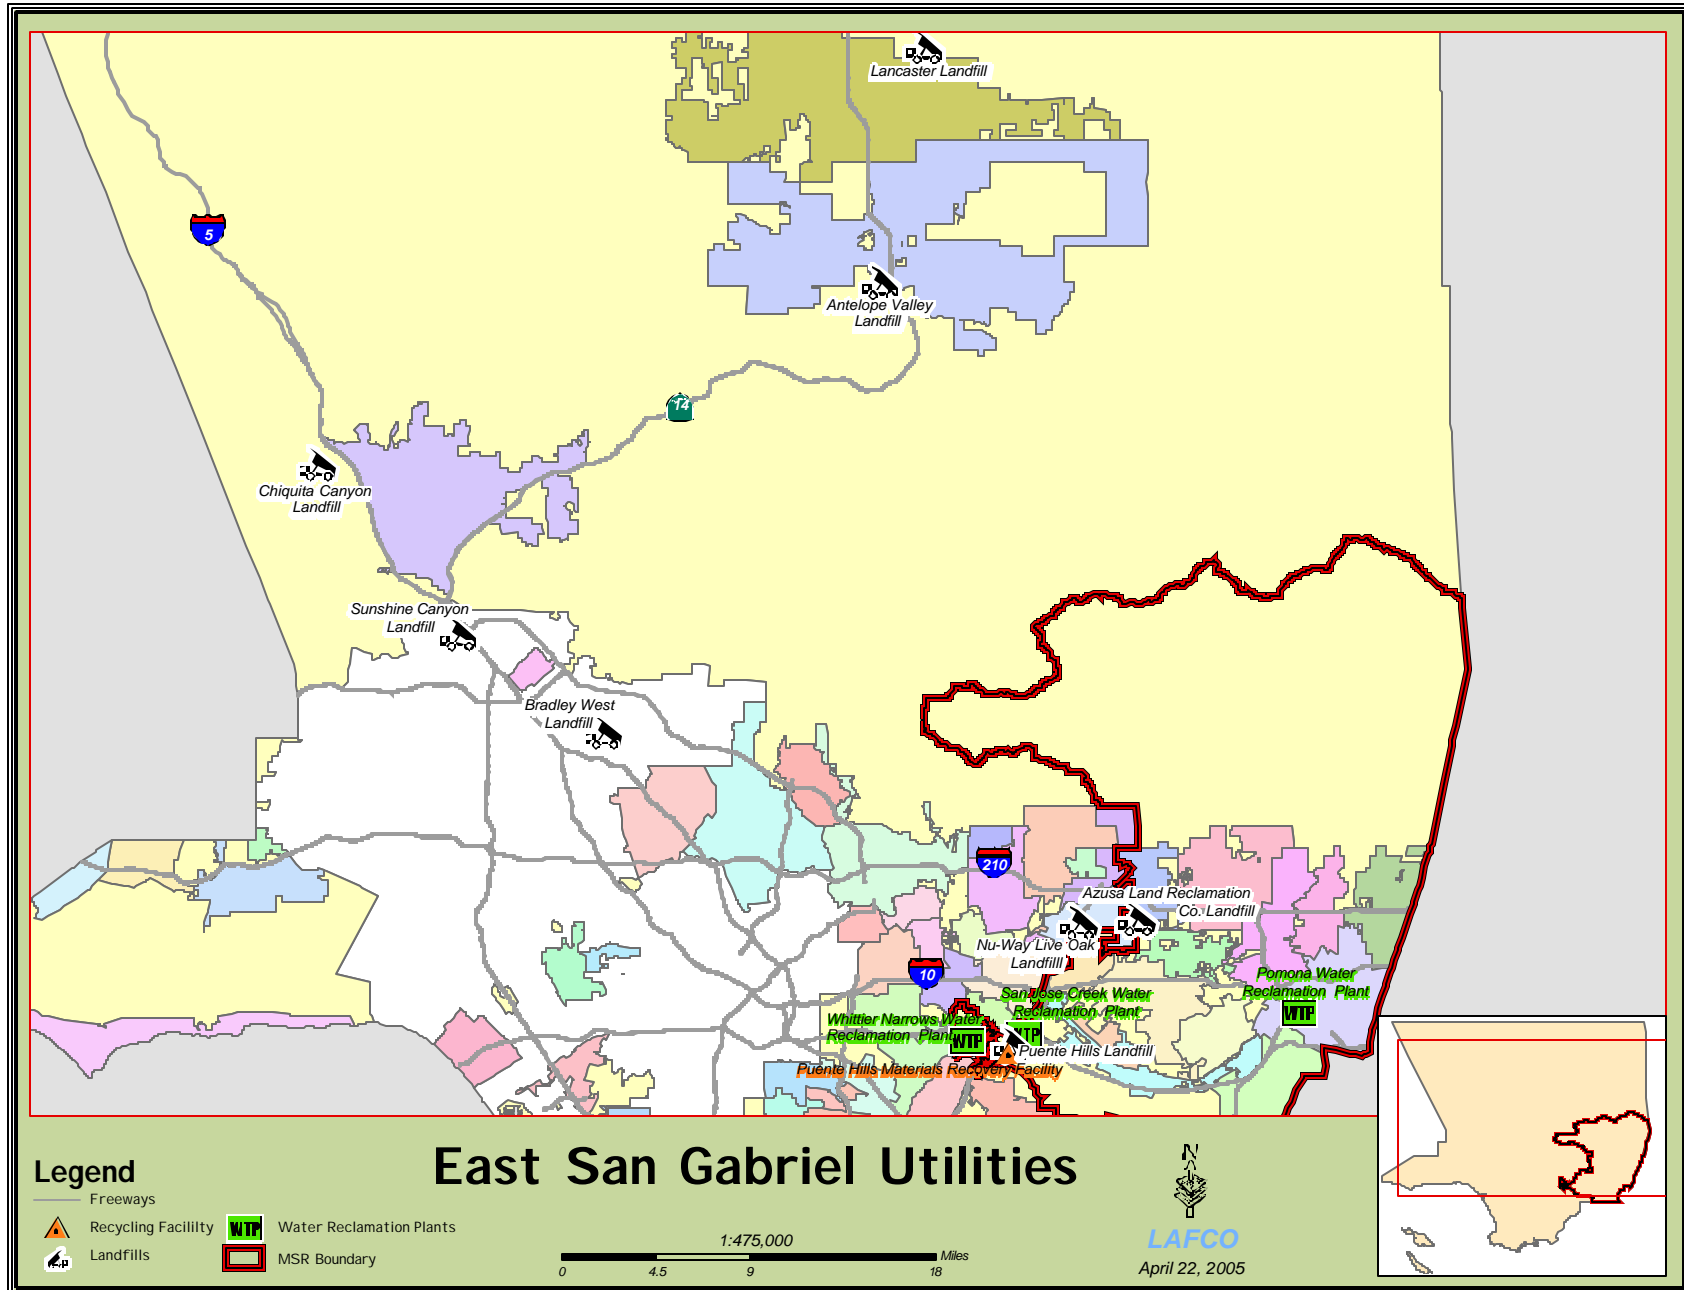 Lancaster Landfill
5
Antelope Valley
Landfill
14
Chiquita Canyon
Landfill
Sunshine Canyon
Landfill
Bradley West
Landfill
210
Azusa Land Reclamation
Co. Landfill
Nu-Way Live Oak
Landfilll
10
Pomona Water
Reclamation Plant
WTP
San Jose Creek Water
Reclamation Plant
WTP
Whittier Narrows Water
Reclamation Plant
WTP
Puente Hills Landfill
Puente Hills Materials Recovery Facility
East San Gabriel Utilities
Legend
Freeways
Recycling Facililty
WTP
Water Reclamation Plants
Landfills
MSR Boundary
1:475,000
Miles
0
4.5
9
18
N
LAFCO
April 22, 2005